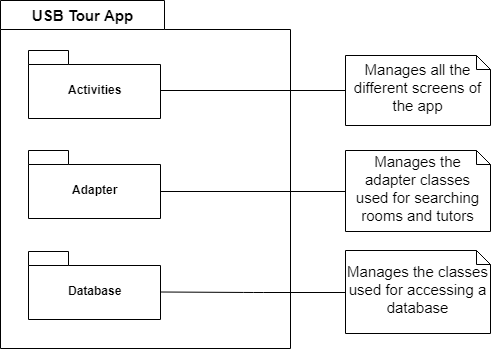 USB Tour App
Activities
Manages all the
different screens of
the app
Adapter
Manages the
adapter classes
used for searching
rooms and tutors
Database
Manages the classes
used for accessing a
database